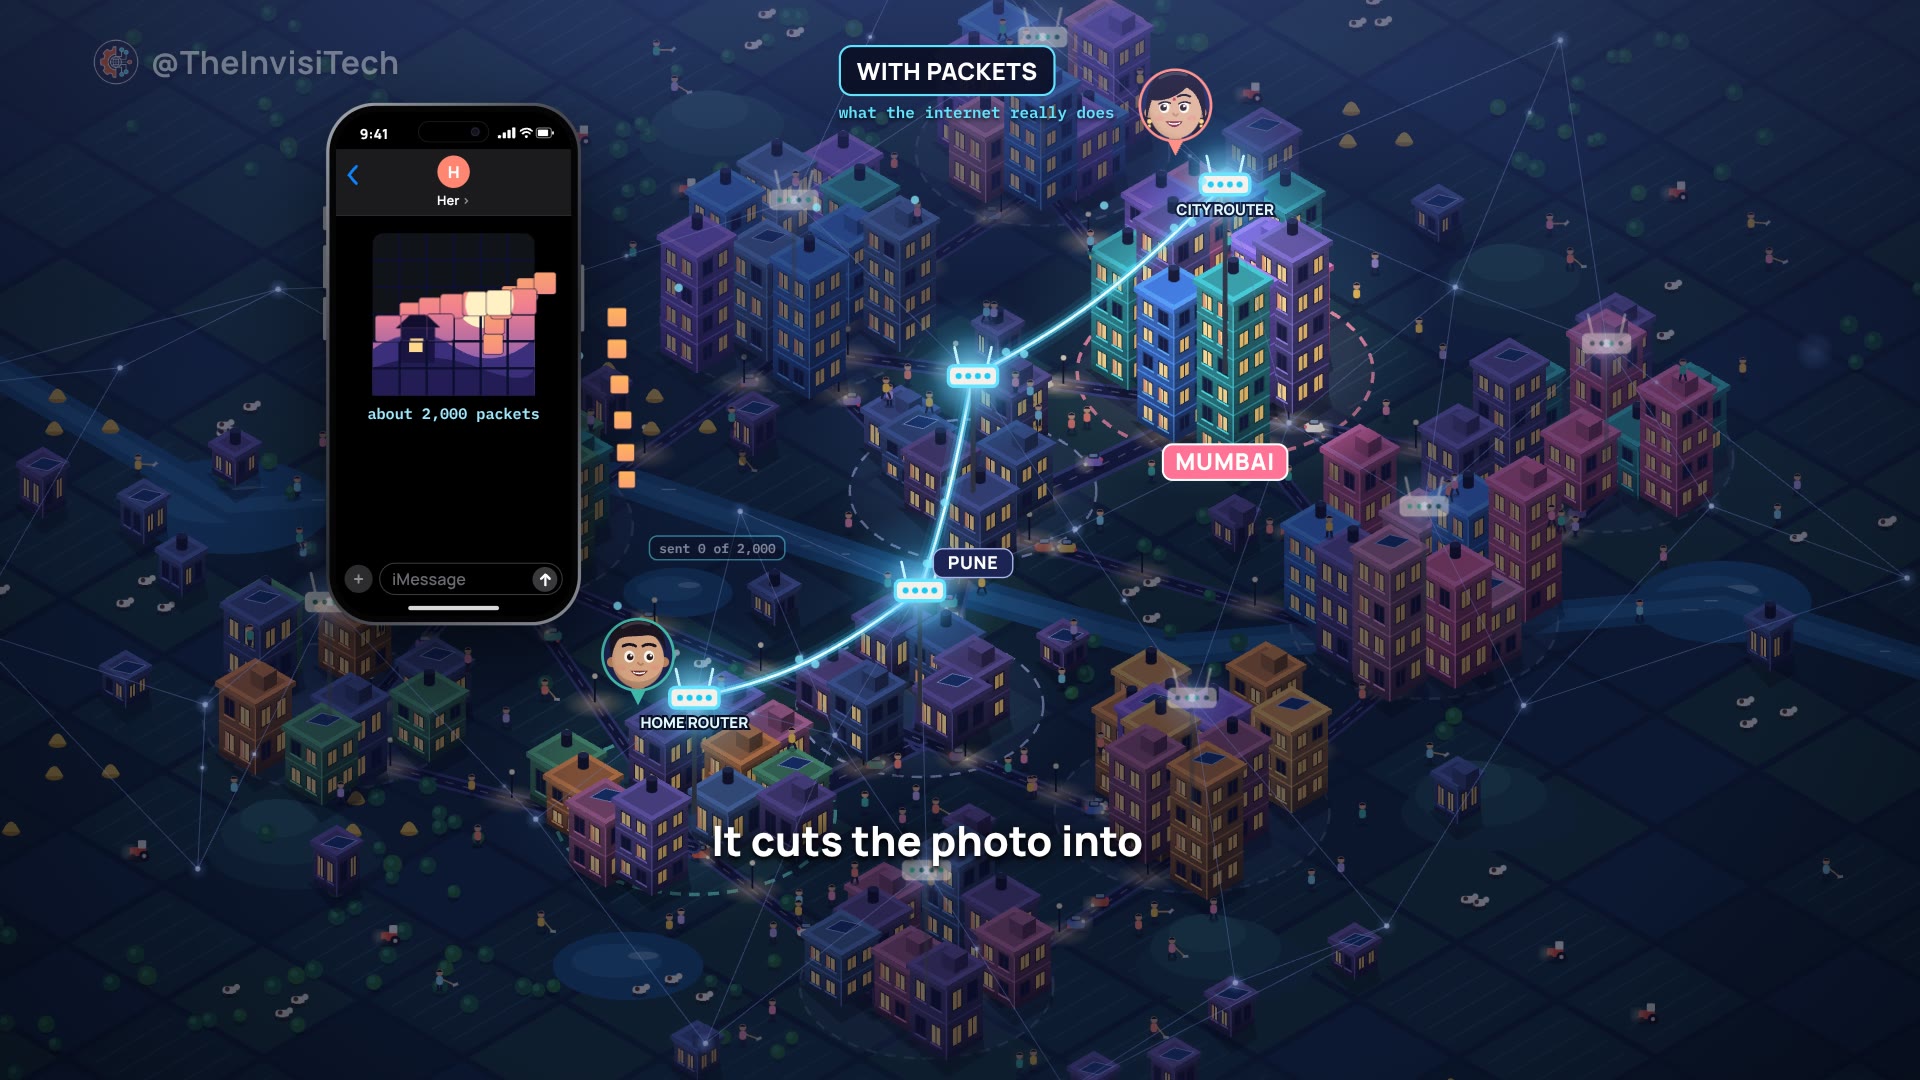 @TheInvisiTech
WITH PACKETS
what the internet really does
9:41
H
Her ›
about 2,000 packets
iMessage
CITY ROUTER
MUMBAI
sent 0 of 2,000
PUNE
HOME ROUTER
It cuts the photo into